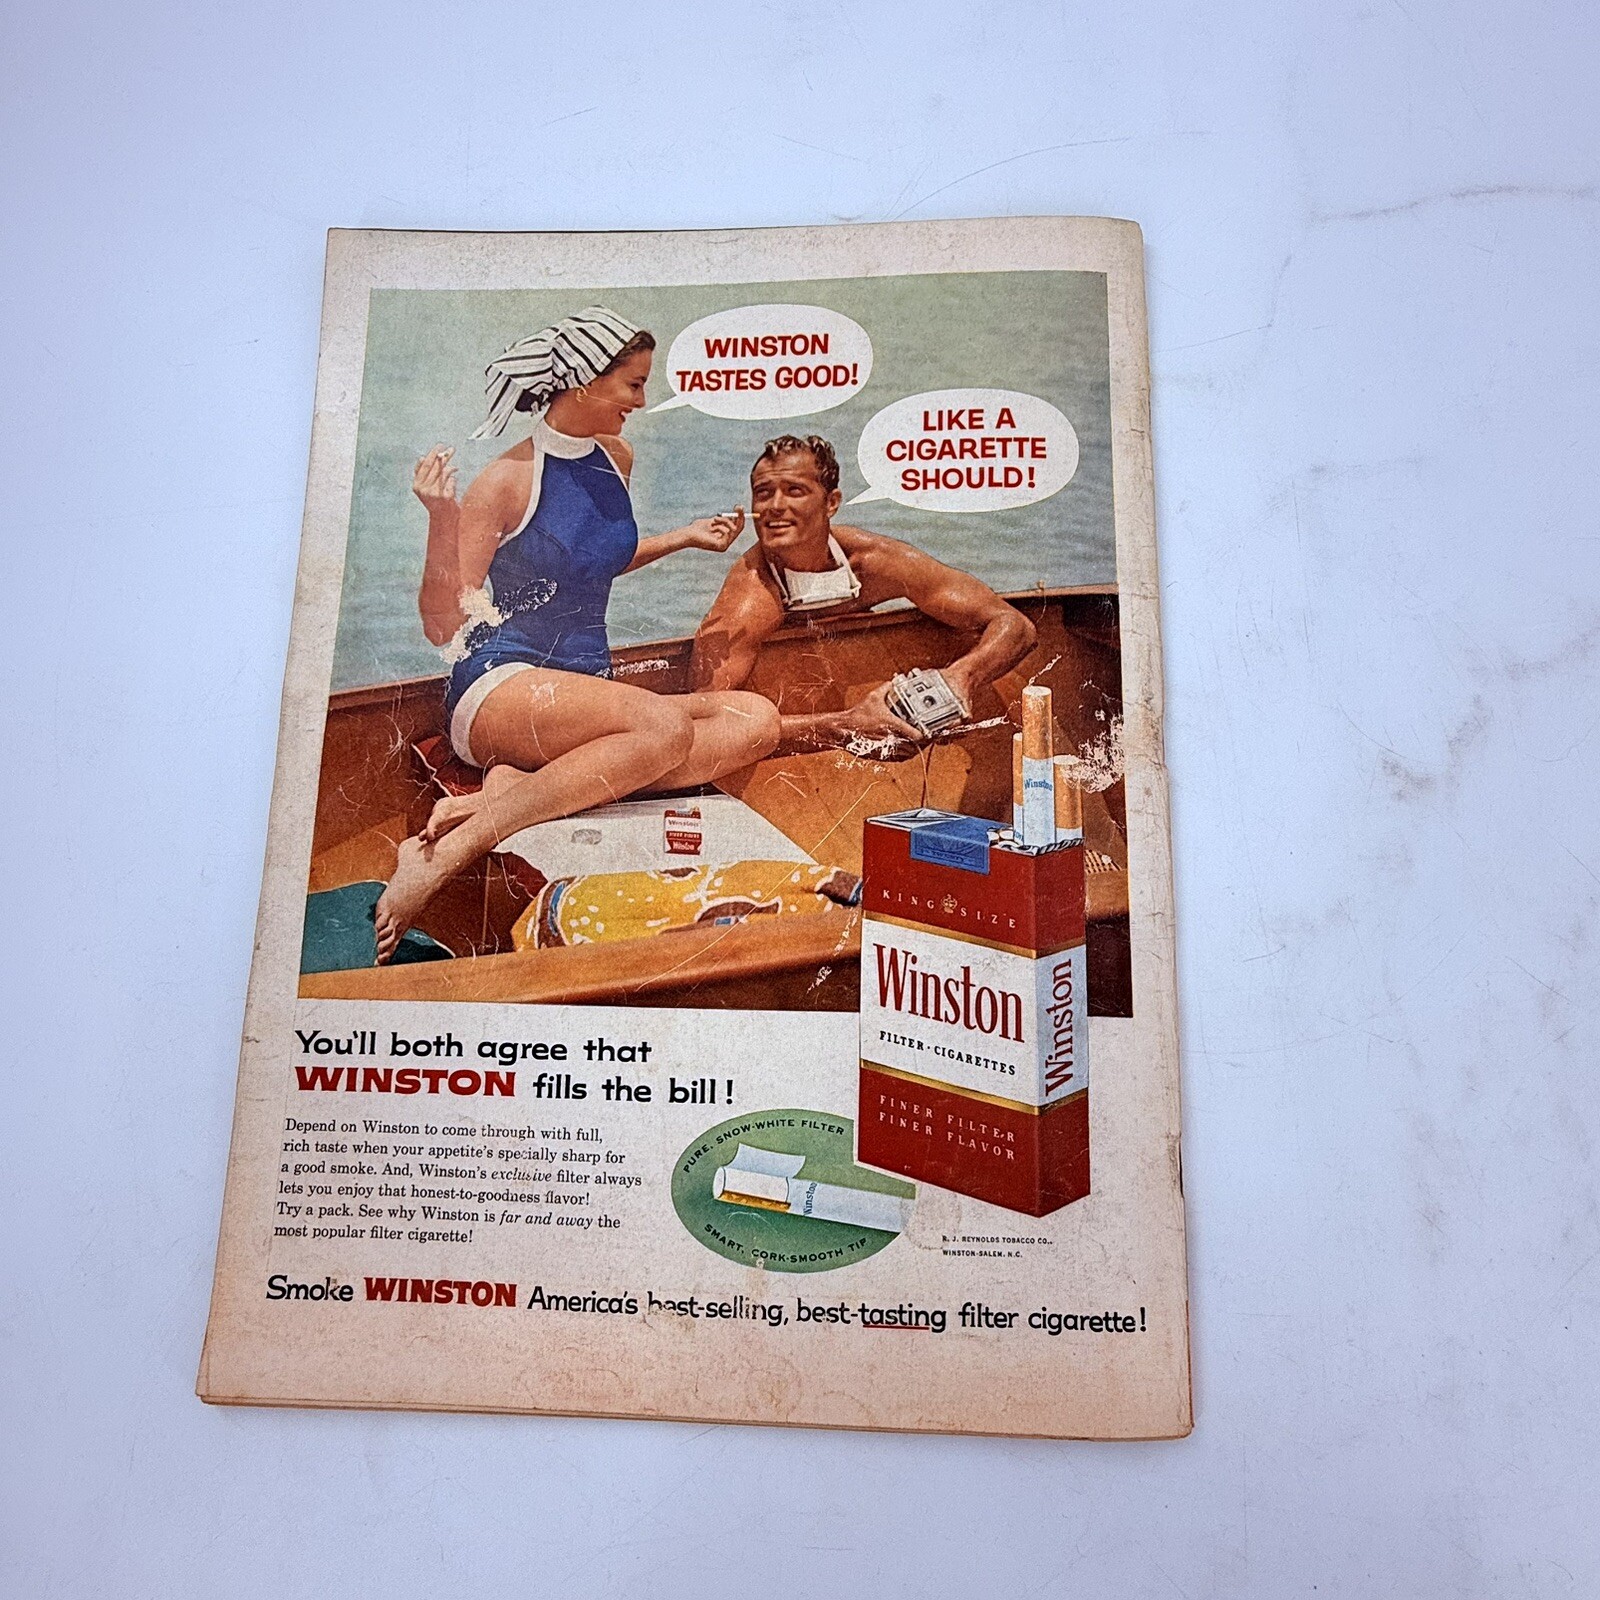 WINSTON
TASTES GOOD!
LIKE A
CIGARETTE
SHOULD!
Winston
Winston
Winston
KING SIZE
Winston
FILTER·CIGARETTES
FINER FILTER
FINER FLAVOR
Winston
You'll both agree that
WINSTON fills the bill!
Depend on Winston to come through with full,
rich taste when your appetite's specially sharp for
a good smoke. And, Winston's exclusive filter always
lets you enjoy that honest-to-goodness flavor!
Try a pack. See why Winston is far and away the
most popular filter cigarette!
PURE, SNOW-WHITE FILTER
Winston
SMART, CORK-SMOOTH TIP
R. J. REYNOLDS TOBACCO CO.,
WINSTON-SALEM, N.C.
Smoke WINSTON America's best-selling, best-tasting filter cigarette!